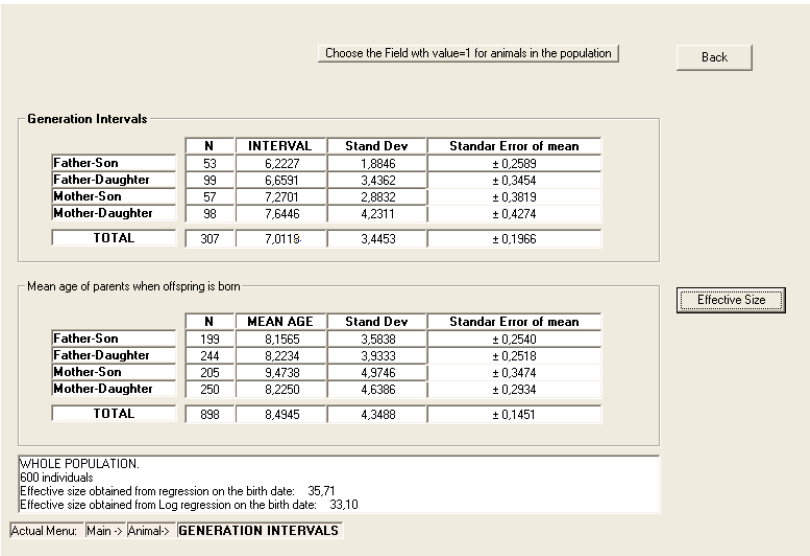 Choose the Field wth value=1 for animals in the population
Back
Generation Intervals
N INTERVAL Stand Dev Standar Error of mean
Father-Son 53 6,2227 1,8846 ± 0,2589
Father-Daughter 99 6,6591 3,4362 ± 0,3454
Mother-Son 57 7,2701 2,8832 ± 0,3819
Mother-Daughter 98 7,6446 4,2311 ± 0,4274
TOTAL 307 7,0118 3,4453 ± 0,1966
Mean age of parents when offspring is born
Effective Size
N MEAN AGE Stand Dev Standar Error of mean
Father-Son 199 8,1565 3,5838 ± 0,2540
Father-Daughter 244 8,2234 3,9333 ± 0,2518
Mother-Son 205 9,4738 4,9746 ± 0,3474
Mother-Daughter 250 8,2250 4,6386 ± 0,2934
TOTAL 898 8,4945 4,3488 ± 0,1451
WHOLE POPULATION.
600 individuals
Effective size obtained from regression on the birth date: 35,71
Effective size obtained from Log regression on the birth date: 33,10
Actual Menu: Main -> Animal-> GENERATION INTERVALS